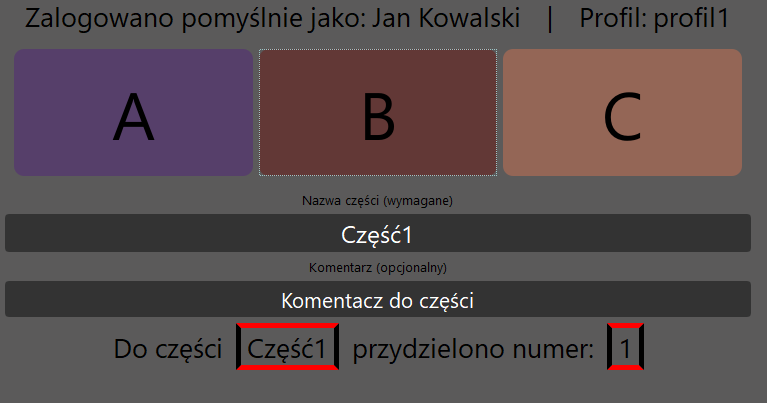 Zalogowano pomyślnie jako: Jan Kowalski | Profil: profil1
A B C
Nazwa części (wymagane)
Część1
Komentarz (opcjonalny)
Komentacz do części
Do części Część1 przydzielono numer: 1